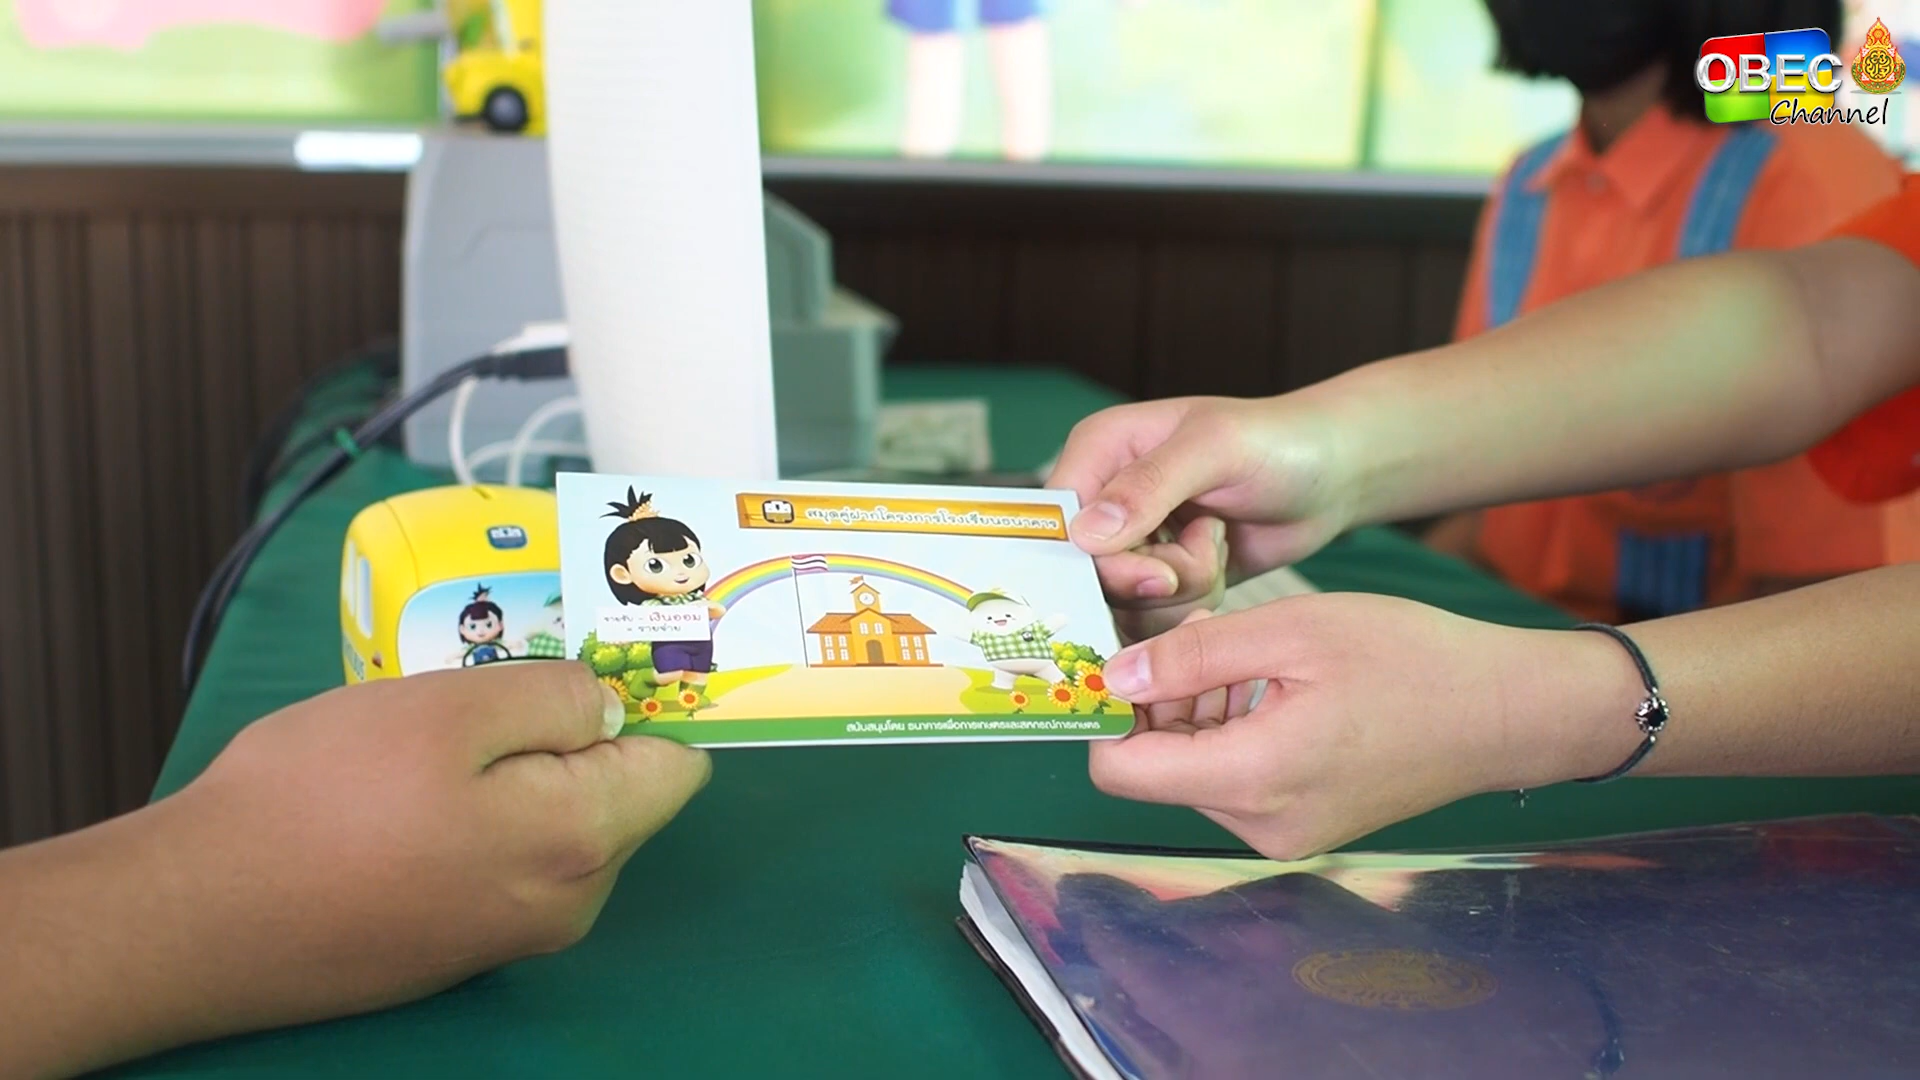 OBEC
Channel
สมุดคู่ฝากโครงการโรงเรียนธนาคาร
รายรับ - เงินออม
= รายจ่าย
สนับสนุนโดย ธนาคารเพื่อการเกษตรและสหกรณ์การเกษตร